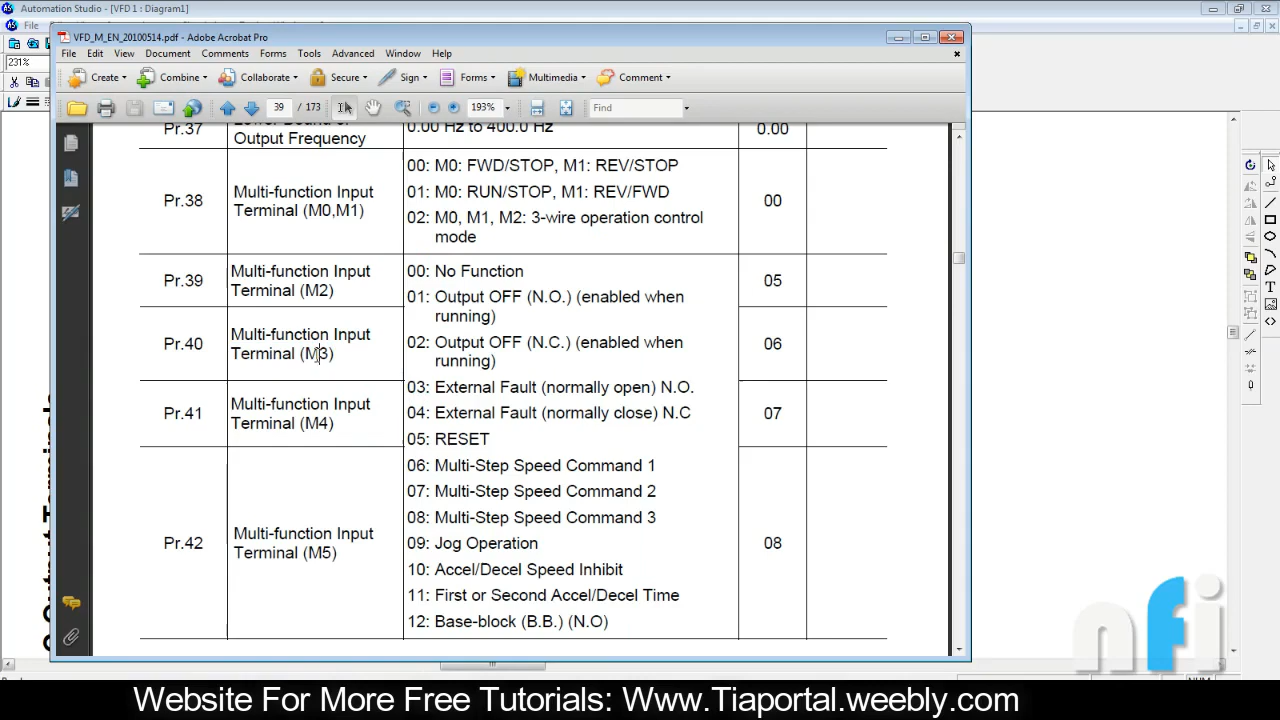 Automation Studio - [VFD 1 : Diagram1]
File
231%
VFD_M_EN_20100514.pdf - Adobe Acrobat Pro
File Edit View Document Comments Forms Tools Advanced Window Help
Create Combine Collaborate Secure Sign Forms Multimedia Comment
39 / 173 193% Find
Pr.37
Output Frequency
0.00 Hz to 400.0 Hz
0.00
Pr.38
Multi-function Input
Terminal (M0,M1)
00: M0: FWD/STOP, M1: REV/STOP
01: M0: RUN/STOP, M1: REV/FWD
02: M0, M1, M2: 3-wire operation control
mode
00
Pr.39
Multi-function Input
Terminal (M2)
00: No Function
01: Output OFF (N.O.) (enabled when
running)
05
Pr.40
Multi-function Input
Terminal (M3)
02: Output OFF (N.C.) (enabled when
running)
06
Pr.41
Multi-function Input
Terminal (M4)
03: External Fault (normally open) N.O.
04: External Fault (normally close) N.C
05: RESET
07
Pr.42
Multi-function Input
Terminal (M5)
06: Multi-Step Speed Command 1
07: Multi-Step Speed Command 2
08: Multi-Step Speed Command 3
09: Jog Operation
10: Accel/Decel Speed Inhibit
11: First or Second Accel/Decel Time
12: Base-block (B.B.) (N.O)
08
nfi
Website For More Free Tutorials: Www.Tiaportal.weebly.com